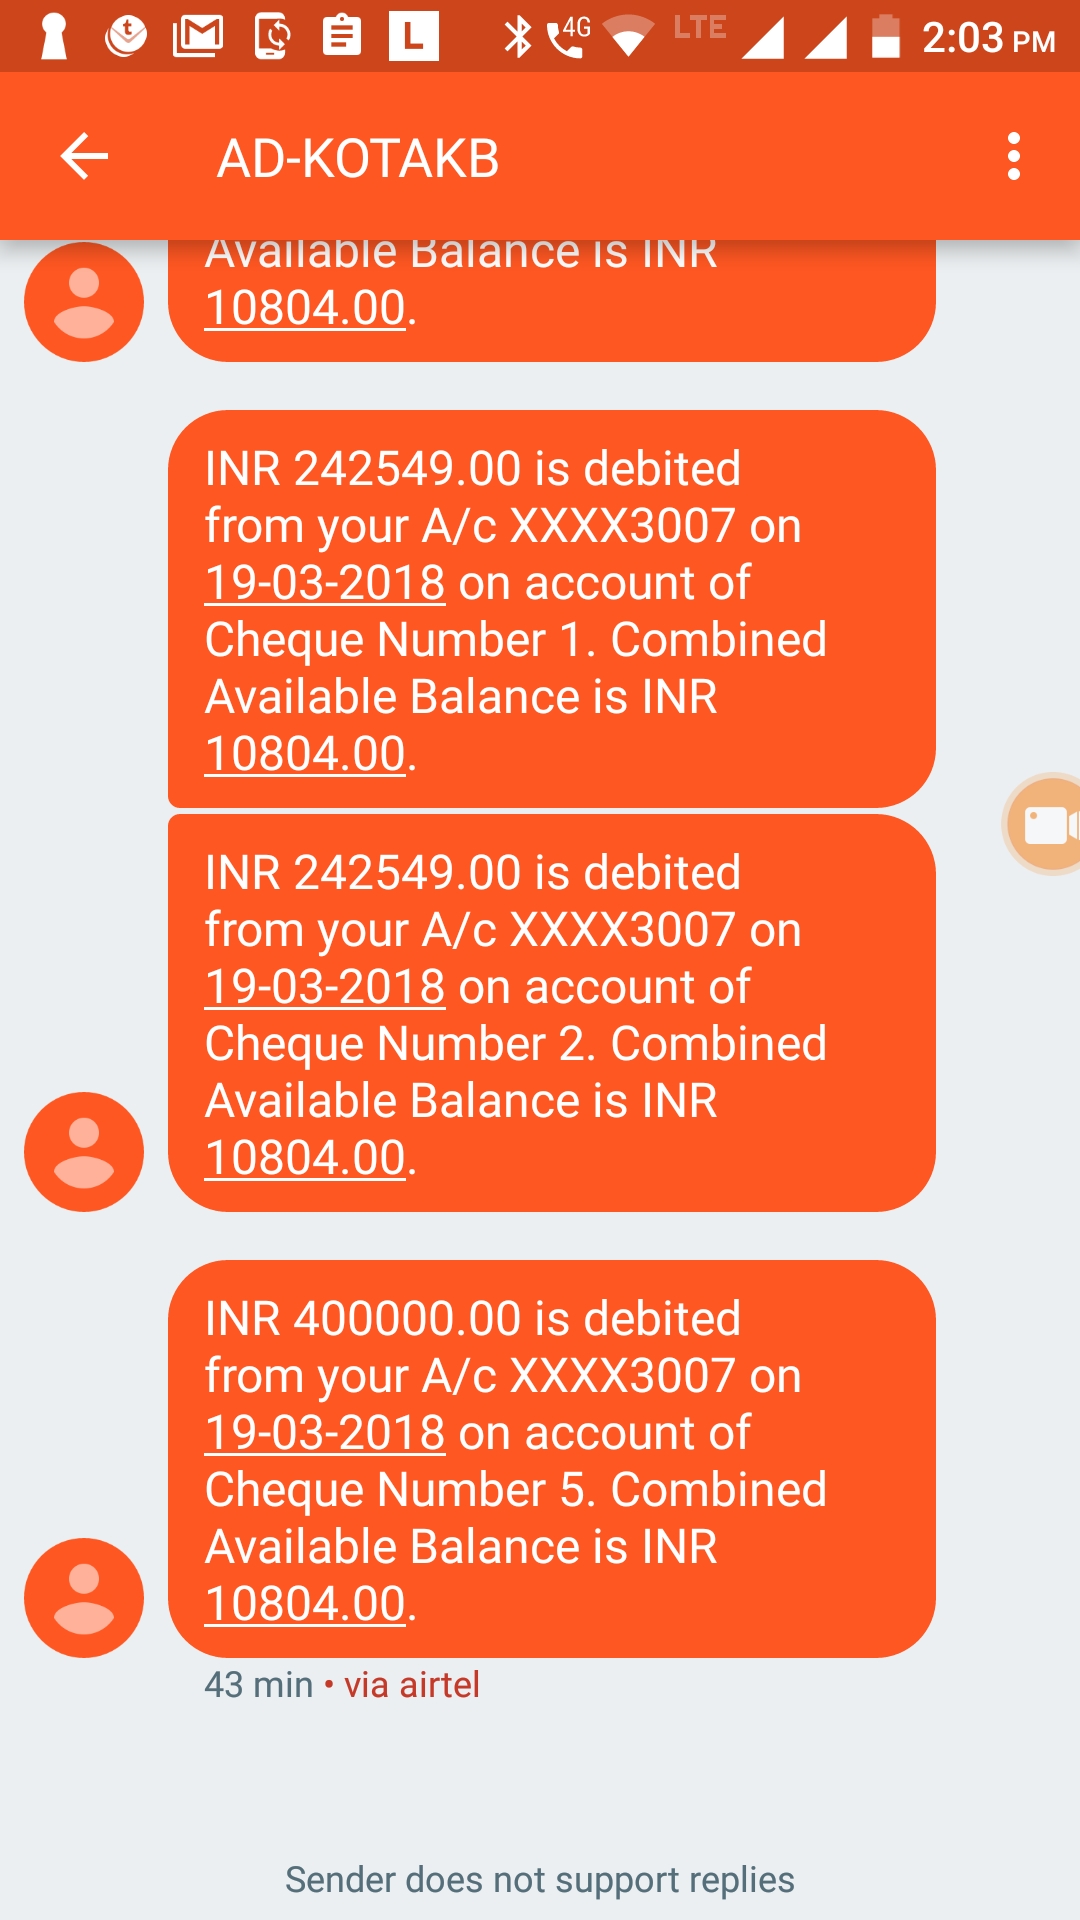 t L 4G LTE 2:03 PM
AD-KOTAKB
Available Balance is INR
10804.00.
INR 242549.00 is debited
from your A/c XXXX3007 on
19-03-2018 on account of
Cheque Number 1. Combined
Available Balance is INR
10804.00.
INR 242549.00 is debited
from your A/c XXXX3007 on
19-03-2018 on account of
Cheque Number 2. Combined
Available Balance is INR
10804.00.
INR 400000.00 is debited
from your A/c XXXX3007 on
19-03-2018 on account of
Cheque Number 5. Combined
Available Balance is INR
10804.00.
43 min • via airtel
Sender does not support replies